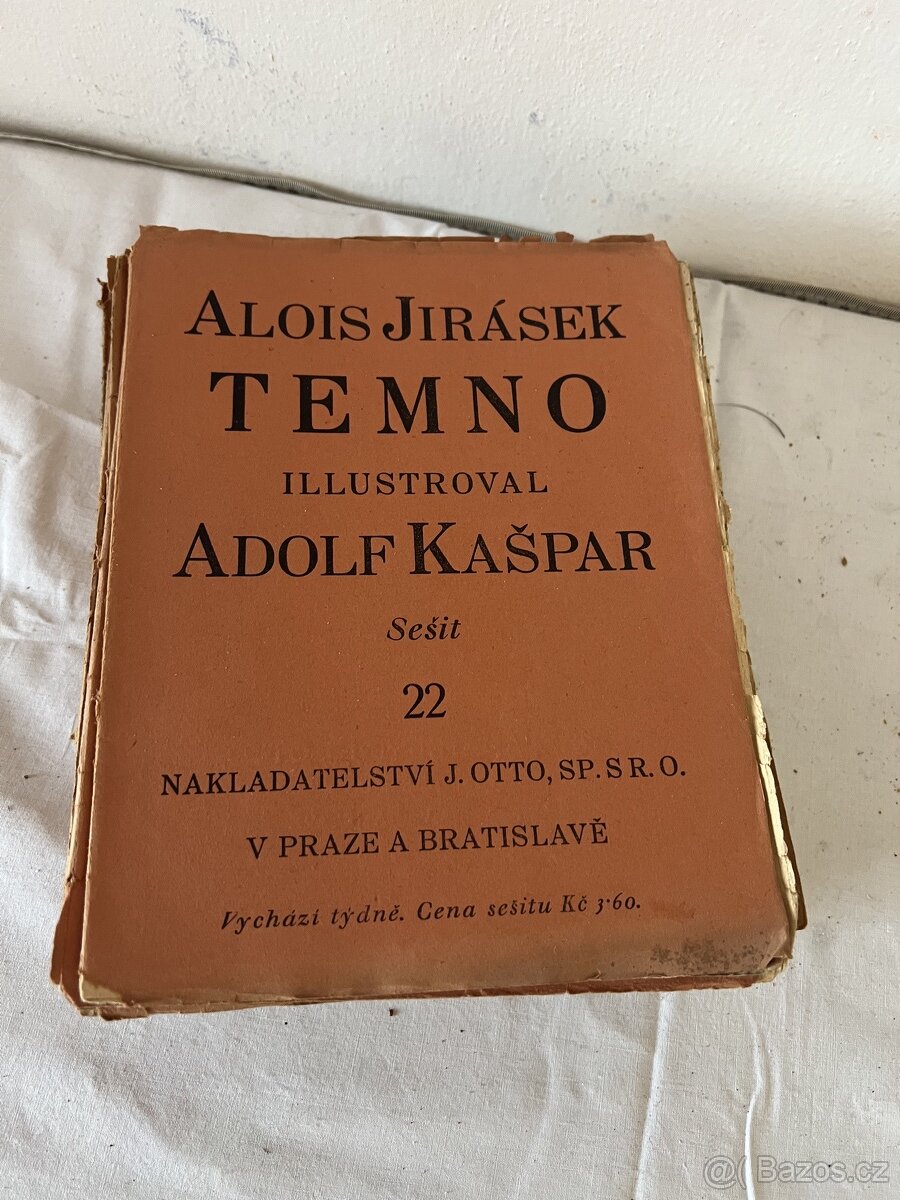 ALOIS JIRÁSEK
TEMNO
ILLUSTROVAL
ADOLF KAŠPAR
Sešit
22
NAKLADATELSTVÍ J. OTTO, SP. S R. O.
V PRAZE A BRATISLAVĚ
Vychází týdně. Cena sešitu Kč 3·60.
@( Bazos.cz